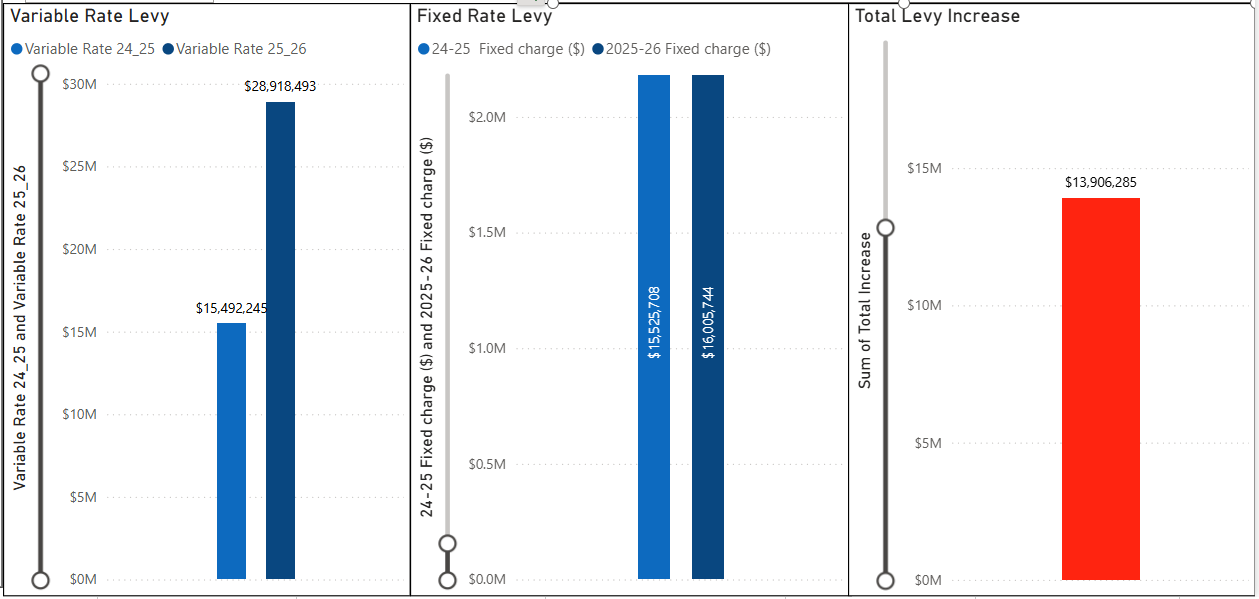 Variable Rate Levy
Variable Rate 24_25 Variable Rate 25_26
Variable Rate 24_25 and Variable Rate 25_26
$30M
$25M
$20M
$15M
$10M
$5M
$0M
$28,918,493
$15,492,245
Fixed Rate Levy
24-25 Fixed charge ($) 2025-26 Fixed charge ($)
24-25 Fixed charge ($) and 2025-26 Fixed charge ($)
$2.0M
$1.5M
$1.0M
$0.5M
$0.0M
$15,525,708
$16,005,744
Total Levy Increase
Sum of Total Increase
$15M
$10M
$5M
$0M
$13,906,285